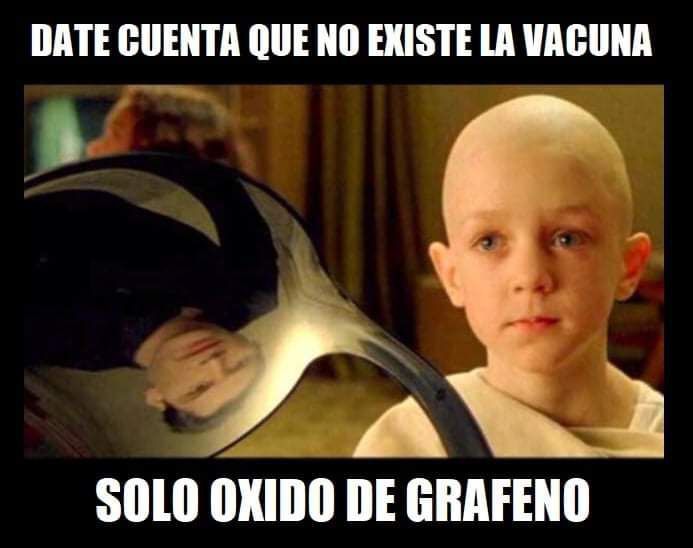 DATE CUENTA QUE NO EXISTE LA VACUNA
SOLO OXIDO DE GRAFENO